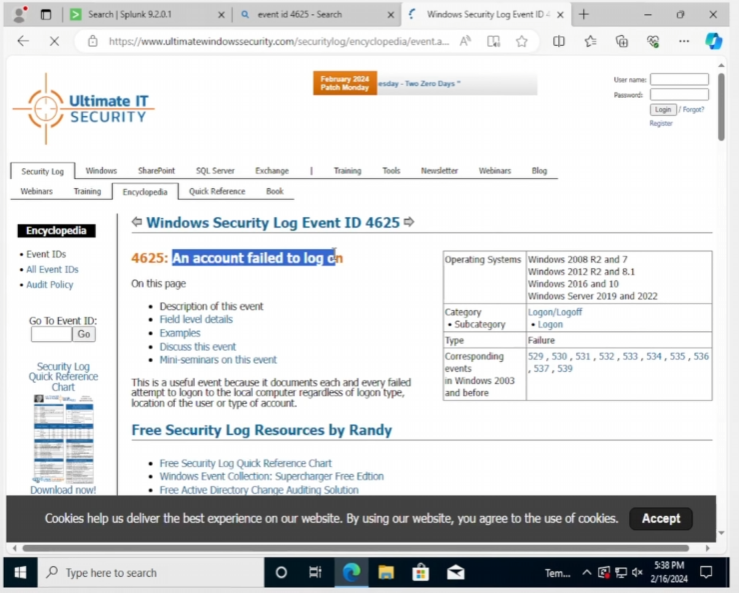 Search | Splunk 9.2.0.1
event id 4625 - Search
Windows Security Log Event ID 4
https://www.ultimatewindowssecurity.com/securitylog/encyclopedia/event.a...
Ultimate IT
SECURITY
February 2024
Patch Monday
esday - Two Zero Days "
User name:
Password:
Login / Forgot?
Register
Security Log Windows SharePoint SQL Server Exchange | Training Tools Newsletter Webinars Blog
Webinars Training Encyclopedia Quick Reference Book
Encyclopedia
• Event IDs
• All Event IDs
• Audit Policy
Go To Event ID:
Go
Security Log
Quick Reference
Chart
Download now!
Windows Security Log Event ID 4625
4625: An account failed to log on
On this page
• Description of this event
• Field level details
• Examples
• Discuss this event
• Mini-seminars on this event
This is a useful event because it documents each and every failed
attempt to logon to the local computer regardless of logon type,
location of the user or type of account.
Operating Systems Windows 2008 R2 and 7
Windows 2012 R2 and 8.1
Windows 2016 and 10
Windows Server 2019 and 2022
Category Logon/Logoff
• Subcategory • Logon
Type Failure
Corresponding 529 , 530 , 531 , 532 , 533 , 534 , 535 , 536
events , 537 , 539
in Windows 2003
and before
Free Security Log Resources by Randy
• Free Security Log Quick Reference Chart
• Windows Event Collection: Supercharger Free Edtion
• Free Active Directory Change Auditing Solution
Cookies help us deliver the best experience on our website. By using our website, you agree to the use of cookies.
Accept
Type here to search
Tem...
5:38 PM
2/16/2024